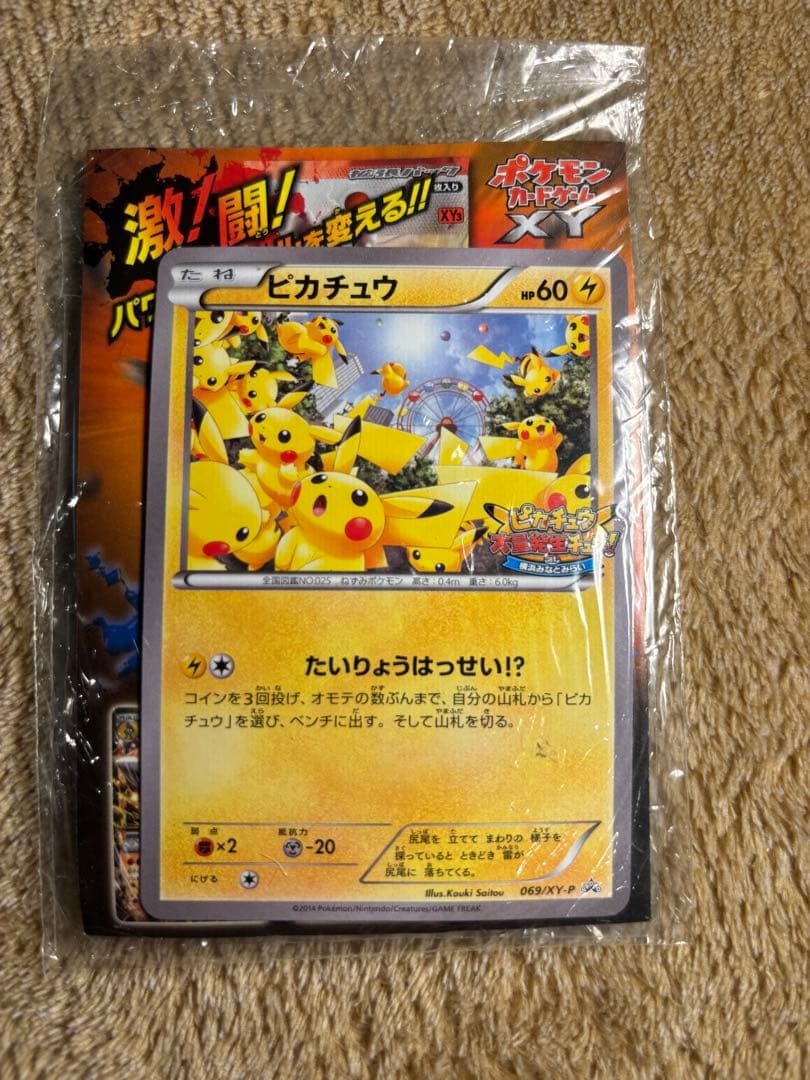 激!闘!
を変える!!
パワ
拡張パック
枚入り
XY3
ポケモン
カードゲーム
XY
たね
ピカチュウ
HP60
ピカチュウ
大量発生チュウ!
横浜みなとみらい
全国図鑑NO.025 ねずみポケモン 高さ:0.4m 重さ:6.0kg
たいりょうはっせい!?
コインを3回投げ、オモテの数ぶんまで、自分の山札から「ピカ
チュウ」を選び、ベンチに出す。そして山札を切る。
弱点
×2
抵抗力
-20
にげる
尻尾を 立てて まわりの 様子を
探っていると ときどき 雷が
尻尾に 落ちてくる。
Illus.Kouki Saitou
069/XY-P
©2014 Pokémon/Nintendo/Creatures/GAME FREAK.